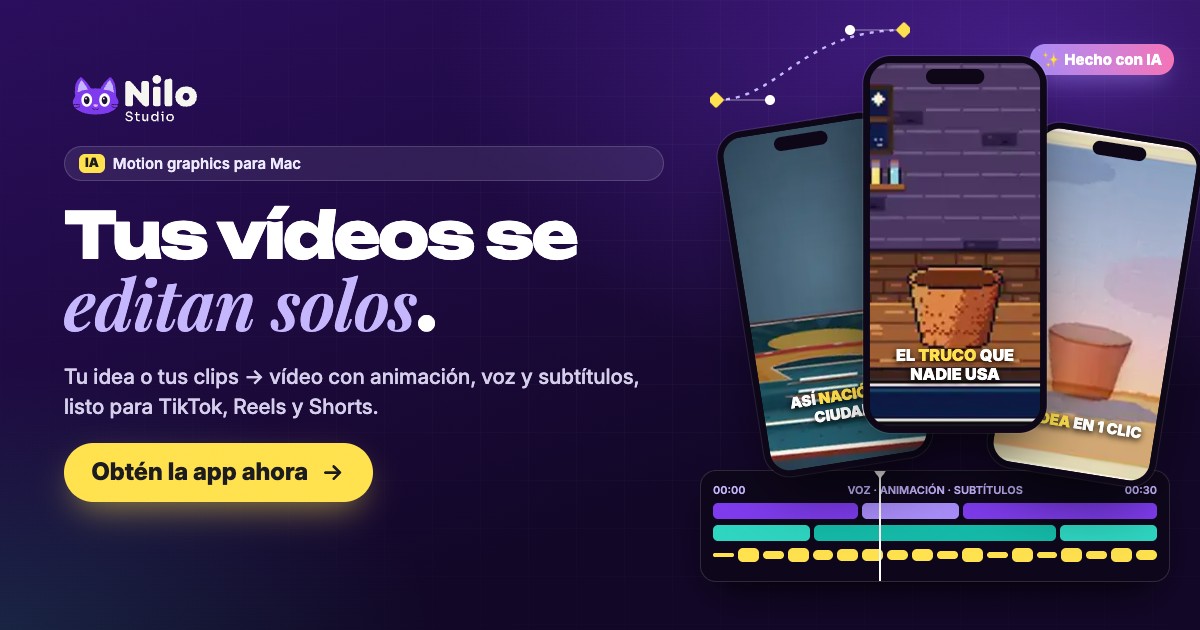 Nilo
Studio
IA Motion graphics para Mac
Tus vídeos se
editan solos.
Tu idea o tus clips → vídeo con animación, voz y subtítulos,
listo para TikTok, Reels y Shorts.
Obtén la app ahora →
✨ Hecho con IA
ASÍ
EL TRUCO QUE
NADIE USA
EN 1 CLIC
00:00
VOZ · ANIMACIÓN · SUBTÍTULOS
00:30